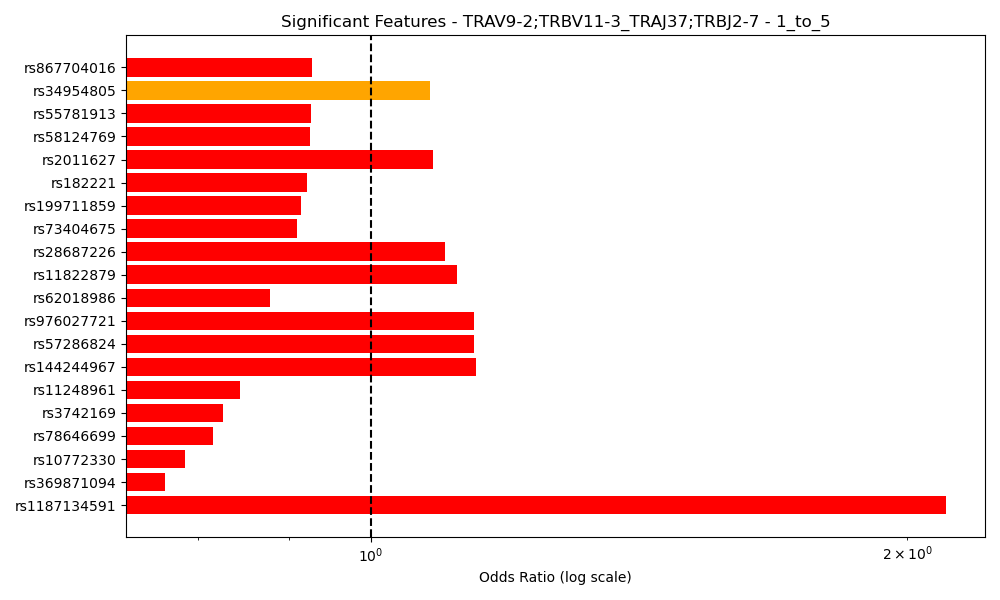 Significant Features - TRAV9-2;TRBV11-3_TRAJ37;TRBJ2-7 - 1_to_5
rs867704016
rs34954805
rs55781913
rs58124769
rs2011627
rs182221
rs199711859
rs73404675
rs28687226
rs11822879
rs62018986
rs976027721
rs57286824
rs144244967
rs11248961
rs3742169
rs78646699
rs10772330
rs369871094
rs1187134591
10⁰ 2 × 10⁰
Odds Ratio (log scale)